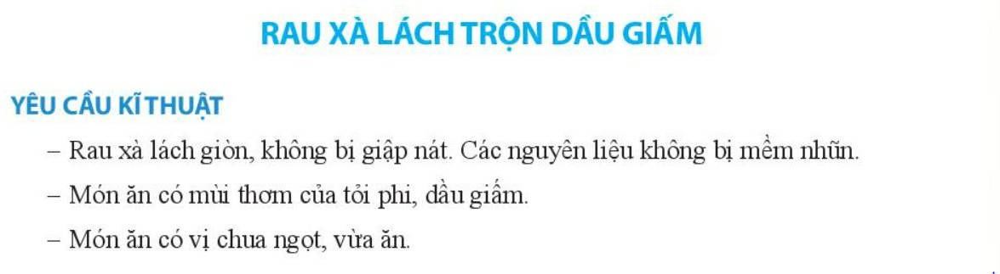 RAU XÀ LÁCH TRỘN DẦU GIẤM
YÊU CẦU KĨ THUẬT
– Rau xà lách giòn, không bị giập nát. Các nguyên liệu không bị mềm nhũn.
– Món ăn có mùi thơm của tỏi phi, dầu giấm.
– Món ăn có vị chua ngọt, vừa ăn.